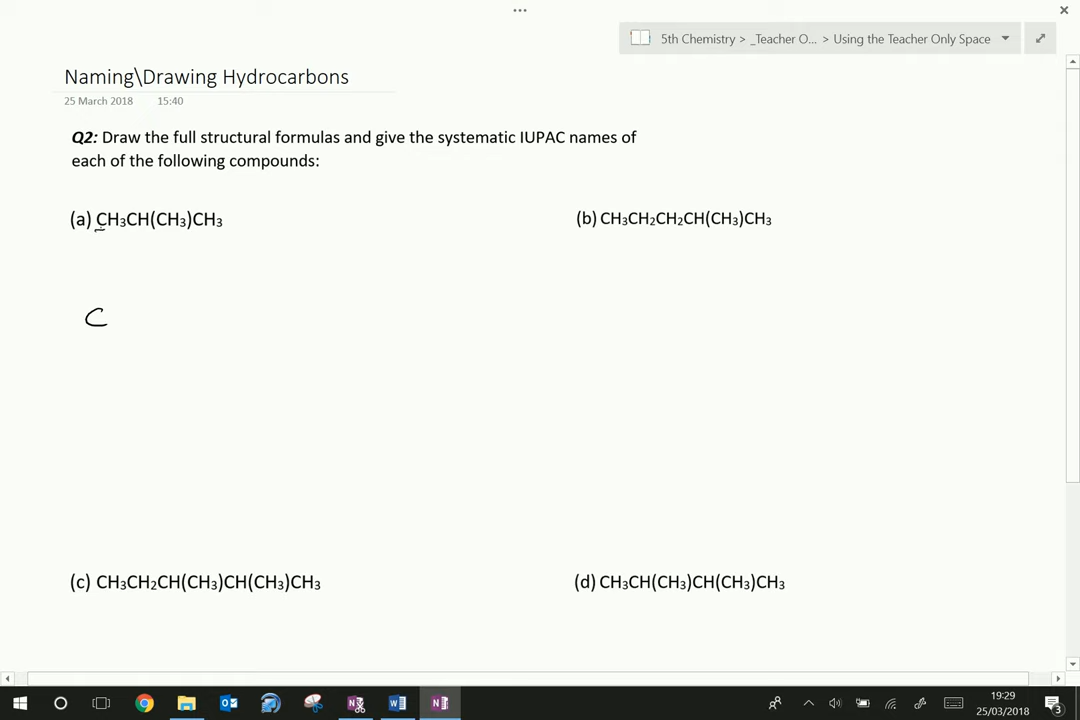 ...
5th Chemistry > _Teacher O... > Using the Teacher Only Space
Naming\Drawing Hydrocarbons
25 March 2018 15:40
Q2: Draw the full structural formulas and give the systematic IUPAC names of
each of the following compounds:
(a) CH₃CH(CH₃)CH₃
(b) CH₃CH₂CH₂CH(CH₃)CH₃
C
(c) CH₃CH₂CH(CH₃)CH(CH₃)CH₃
(d) CH₃CH(CH₃)CH(CH₃)CH₃
19:29
25/03/2018
3